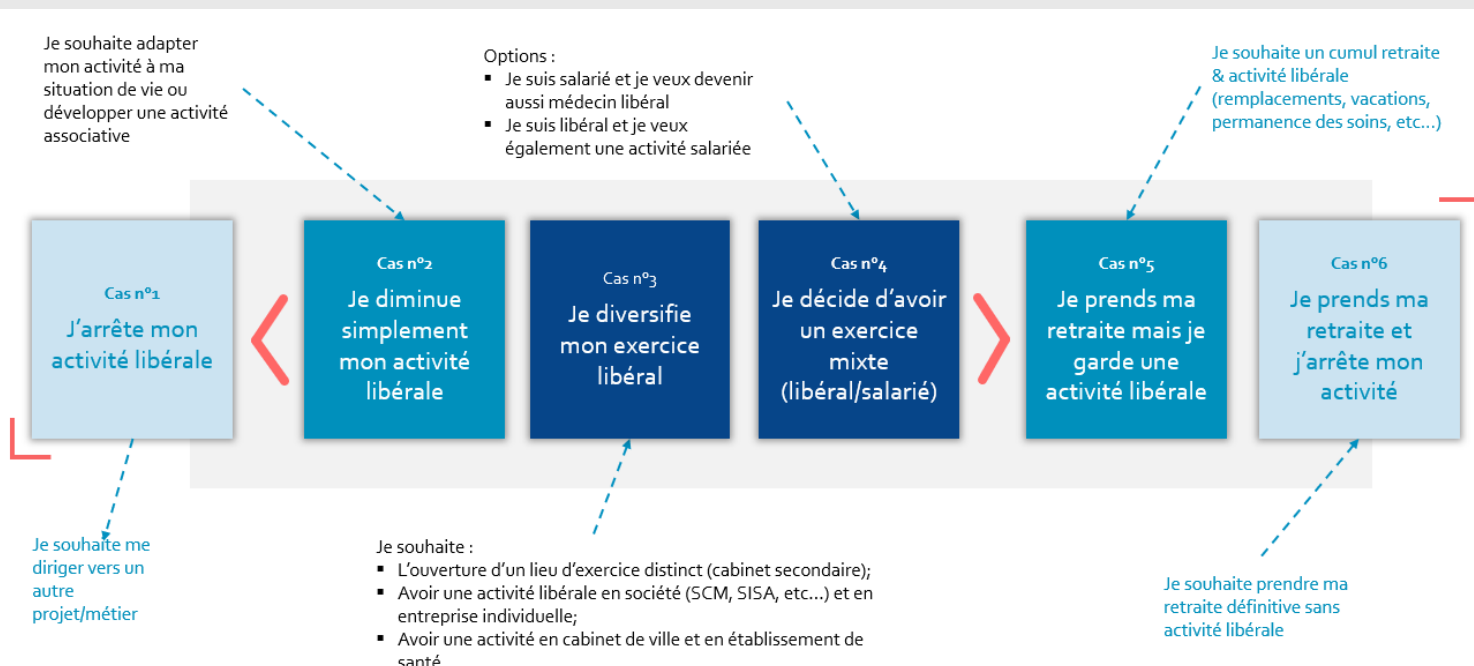 Je souhaite adapter
mon activité à ma
situation de vie ou
développer une activité
associative
Options :
▪ Je suis salarié et je veux devenir
aussi médecin libéral
▪ Je suis libéral et je veux
également une activité salariée
Je souhaite un cumul retraite
& activité libérale
(remplacements, vacations,
permanence des soins, etc...)
Cas n°1
J'arrête mon
activité libérale
Cas n°2
Je diminue
simplement
mon activité
libérale
Cas n°3
Je diversifie
mon exercice
libéral
Cas n°4
Je décide d'avoir
un exercice
mixte
(libéral/salarié)
Cas n°5
Je prends ma
retraite mais je
garde une
activité libérale
Cas n°6
Je prends ma
retraite et
j'arrête mon
activité
Je souhaite me
diriger vers un
autre
projet/métier
Je souhaite :
▪ L'ouverture d'un lieu d'exercice distinct (cabinet secondaire);
▪ Avoir une activité libérale en société (SCM, SISA, etc...) et en
entreprise individuelle;
▪ Avoir une activité en cabinet de ville et en établissement de
santé
Je souhaite prendre ma
retraite définitive sans
activité libérale